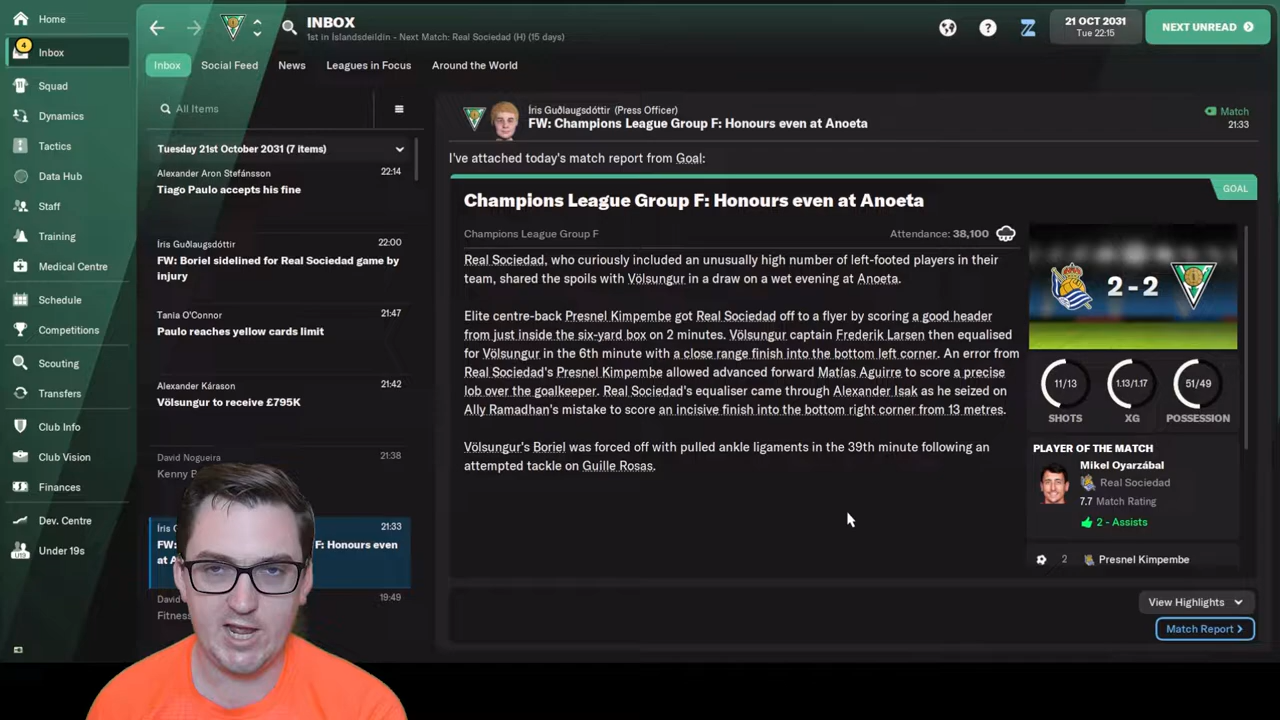 Home
Inbox
4
Squad
Dynamics
Tactics
Data Hub
Staff
Training
Medical Centre
Schedule
Competitions
Scouting
Transfers
Club Info
Club Vision
Finances
Dev. Centre
Under 19s
INBOX
1st in Íslandsdeildin - Next Match: Real Sociedad (H) (15 days)
21 OCT 2031
Tue 22:15
NEXT UNREAD
Inbox
Social Feed
News
Leagues in Focus
Around the World
All Items
Tuesday 21st October 2031 (7 items)
Alexander Aron Stefánsson
22:14
Tiago Paulo accepts his fine
Íris Guðlaugsdóttir
22:00
FW: Boriel sidelined for Real Sociedad game by
injury
Tania O'Connor
21:47
Paulo reaches yellow cards limit
Alexander Kárason
21:42
Völsungur to receive £795K
David Nogueira
21:38
Kenny
Íris G
21:33
FW: F: Honours even
at A
David
19:49
Fitness
Íris Guðlaugsdóttir (Press Officer)
FW: Champions League Group F: Honours even at Anoeta
Match
21:33
I've attached today's match report from Goal:
GOAL
Champions League Group F: Honours even at Anoeta
Champions League Group F
Attendance: 38,100
Real Sociedad, who curiously included an unusually high number of left-footed players in their
team, shared the spoils with Völsungur in a draw on a wet evening at Anoeta.
Elite centre-back Presnel Kimpembe got Real Sociedad off to a flyer by scoring a good header
from just inside the six-yard box on 2 minutes. Völsungur captain Frederik Larsen then equalised
for Völsungur in the 6th minute with a close range finish into the bottom left corner. An error from
Real Sociedad's Presnel Kimpembe allowed advanced forward Matías Aguirre to score a precise
lob over the goalkeeper. Real Sociedad's equaliser came through Alexander Isak as he seized on
Ally Ramadhan's mistake to score an incisive finish into the bottom right corner from 13 metres.
Völsungur's Boriel was forced off with pulled ankle ligaments in the 39th minute following an
attempted tackle on Guille Rosas.
2 - 2
11/13
SHOTS
1.13/1.17
XG
51/49
POSSESSION
PLAYER OF THE MATCH
Mikel Oyarzábal
Real Sociedad
7.7 Match Rating
2 - Assists
2 Presnel Kimpembe
View Highlights
Match Report